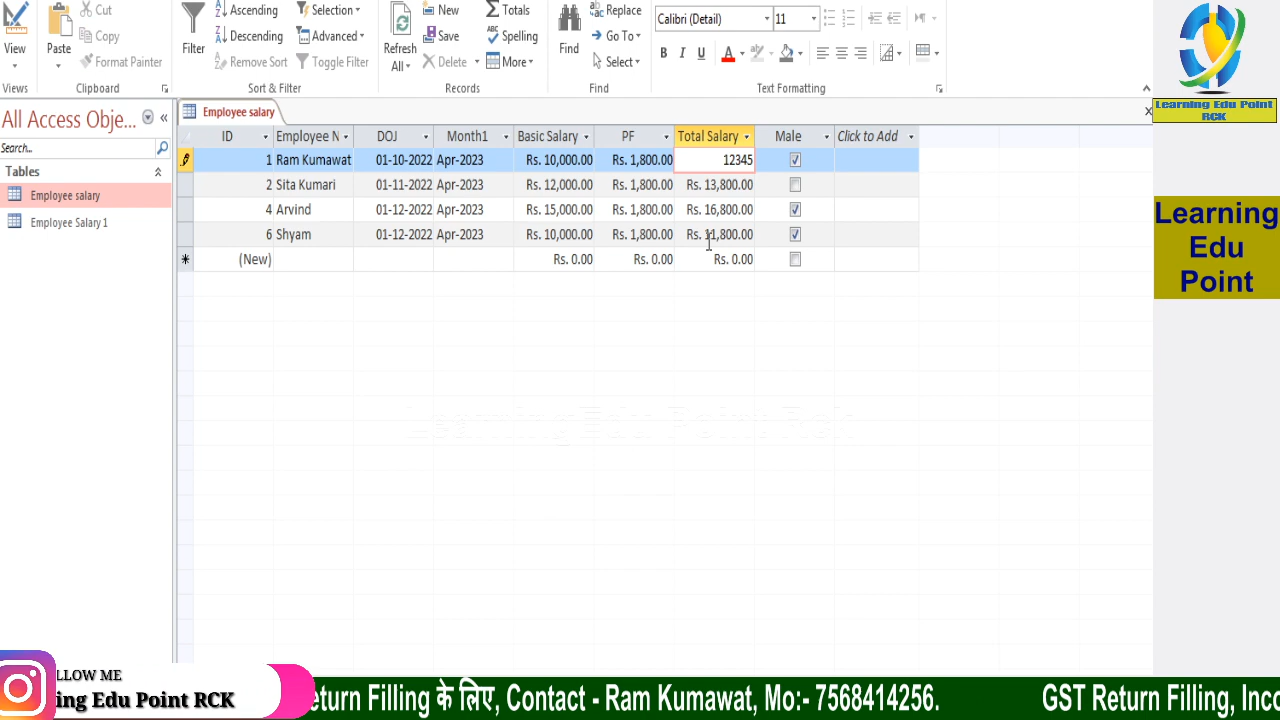 Cut
Copy
Format Painter
View
Paste
Views
Clipboard
Filter
Ascending
Descending
Remove Sort
Selection
Advanced
Toggle Filter
Sort & Filter
Refresh
All
New
Save
Delete
Totals
Spelling
More
Records
Find
Replace
Go To
Select
Find
Calibri (Detail) 11
B I U A
Text Formatting
Learning Edu Point
RCK
All Access Obje... «
Search...
Tables
Employee salary
Employee Salary 1
Employee salary
ID Employee N DOJ Month1 Basic Salary PF Total Salary Male Click to Add
1 Ram Kumawat 01-10-2022 Apr-2023 Rs. 10,000.00 Rs. 1,800.00 12345
2 Sita Kumari 01-11-2022 Apr-2023 Rs. 12,000.00 Rs. 1,800.00 Rs. 13,800.00
4 Arvind 01-12-2022 Apr-2023 Rs. 15,000.00 Rs. 1,800.00 Rs. 16,800.00
6 Shyam 01-12-2022 Apr-2023 Rs. 10,000.00 Rs. 1,800.00 Rs. 11,800.00
(New) Rs. 0.00 Rs. 0.00 Rs. 0.00
Learning
Edu
Point
LearningEdu Point Rck
LLOW ME
ng Edu Point RCK
eturn Filling के लिए, Contact - Ram Kumawat, Mo:- 7568414256. GST Return Filling, Inco